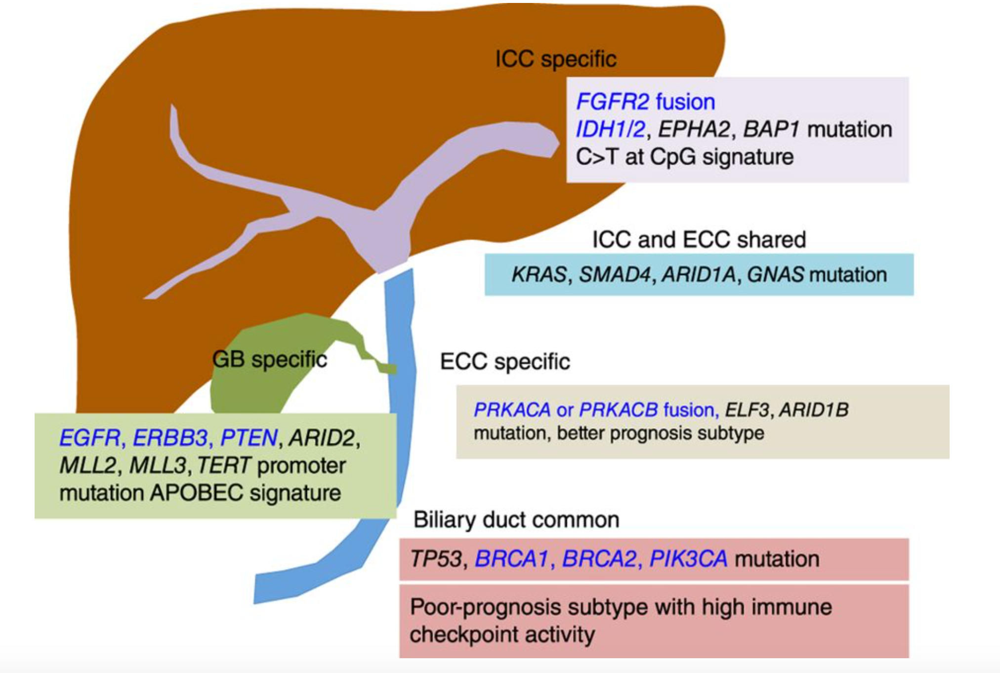 ICC specific
FGFR2 fusion
IDH1/2, EPHA2, BAP1 mutation
C>T at CpG signature
ICC and ECC shared
KRAS, SMAD4, ARID1A, GNAS mutation
GB specific
EGFR, ERBB3, PTEN, ARID2,
MLL2, MLL3, TERT promoter
mutation APOBEC signature
ECC specific
PRKACA or PRKACB fusion, ELF3, ARID1B
mutation, better prognosis subtype
Biliary duct common
TP53, BRCA1, BRCA2, PIK3CA mutation
Poor-prognosis subtype with high immune
checkpoint activity